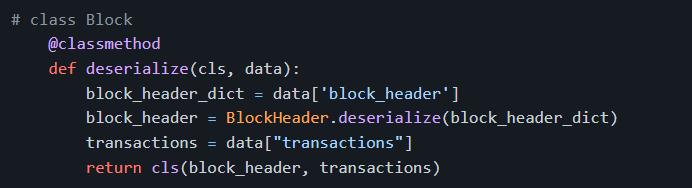 # class Block
    @classmethod
    def deserialize(cls, data):
        block_header_dict = data['block_header']
        block_header = BlockHeader.deserialize(block_header_dict)
        transactions = data["transactions"]
        return cls(block_header, transactions)